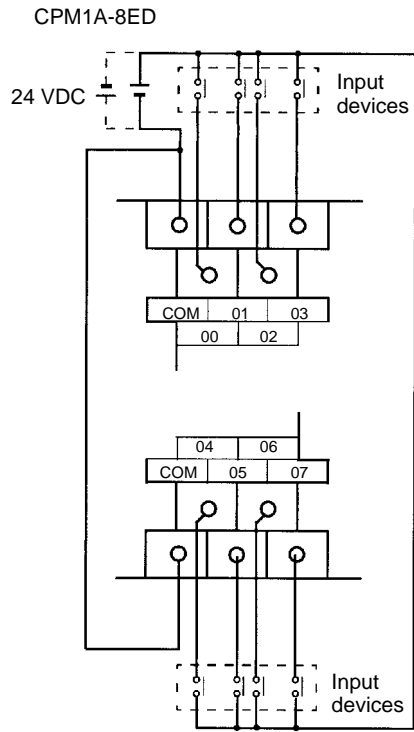 CPM1A-8ED
24 VDC
Input
devices
COM 01 03
00 02
04 06
COM 05 07
Input
devices